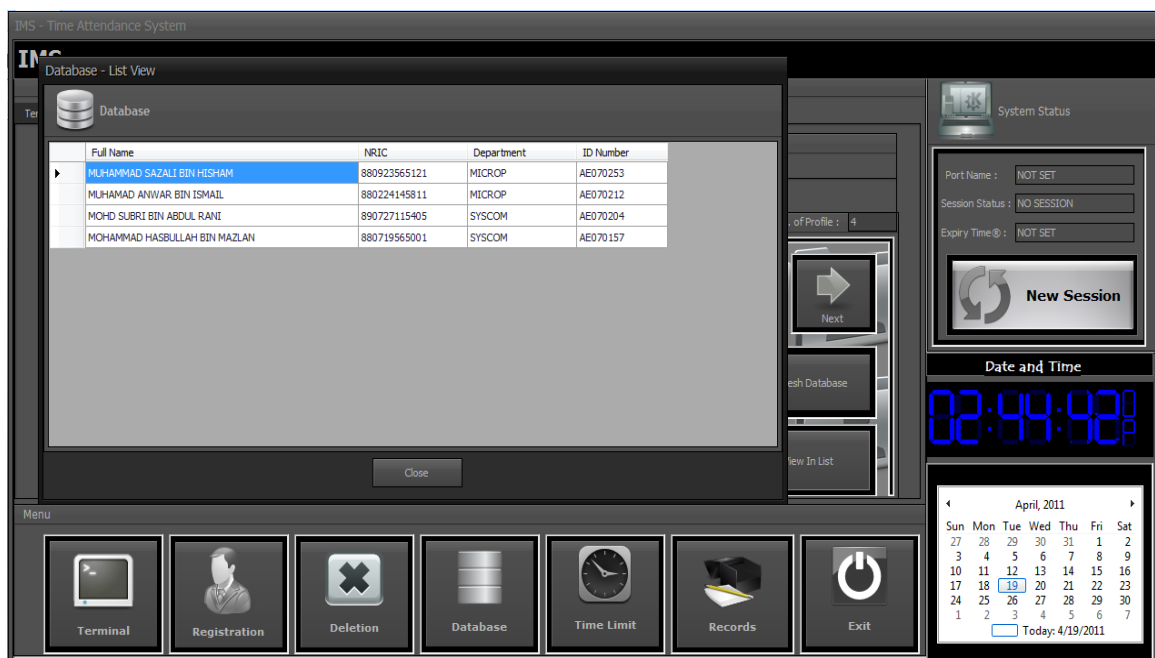 IMS - Time Attendance System
Database - List View
Database
Full Name NRIC Department ID Number
MUHAMMAD SAZALI BIN HISHAM 880923565121 MICROP AE070253
MUHAMAD ANWAR BIN ISMAIL 880224145811 MICROP AE070212
MOHD SUBRI BIN ABDUL RANI 890727115405 SYSCOM AE070204
MOHAMMAD HASBULLAH BIN MAZLAN 880719565001 SYSCOM AE070157
Close
. of Profile : 4
Next
esh Database
View In List
System Status
Port Name : NOT SET
Session Status : NO SESSION
Expiry Time® : NOT SET
New Session
Date and Time
02:44:42
April, 2011
Sun Mon Tue Wed Thu Fri Sat
27 28 29 30 31 1 2
3 4 5 6 7 8 9
10 11 12 13 14 15 16
17 18 19 20 21 22 23
24 25 26 27 28 29 30
1 2 3 4 5 6 7
Today: 4/19/2011
Menu
Terminal
Registration
Deletion
Database
Time Limit
Records
Exit